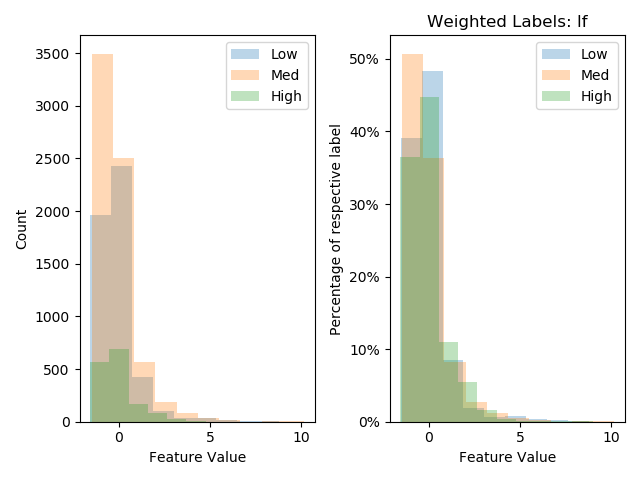 Count
3500
3000
2500
2000
1500
1000
500
0
0 5 10
Feature Value
Low
Med
High
Weighted Labels: lf
Percentage of respective label
50%
40%
30%
20%
10%
0%
0 5 10
Feature Value
Low
Med
High